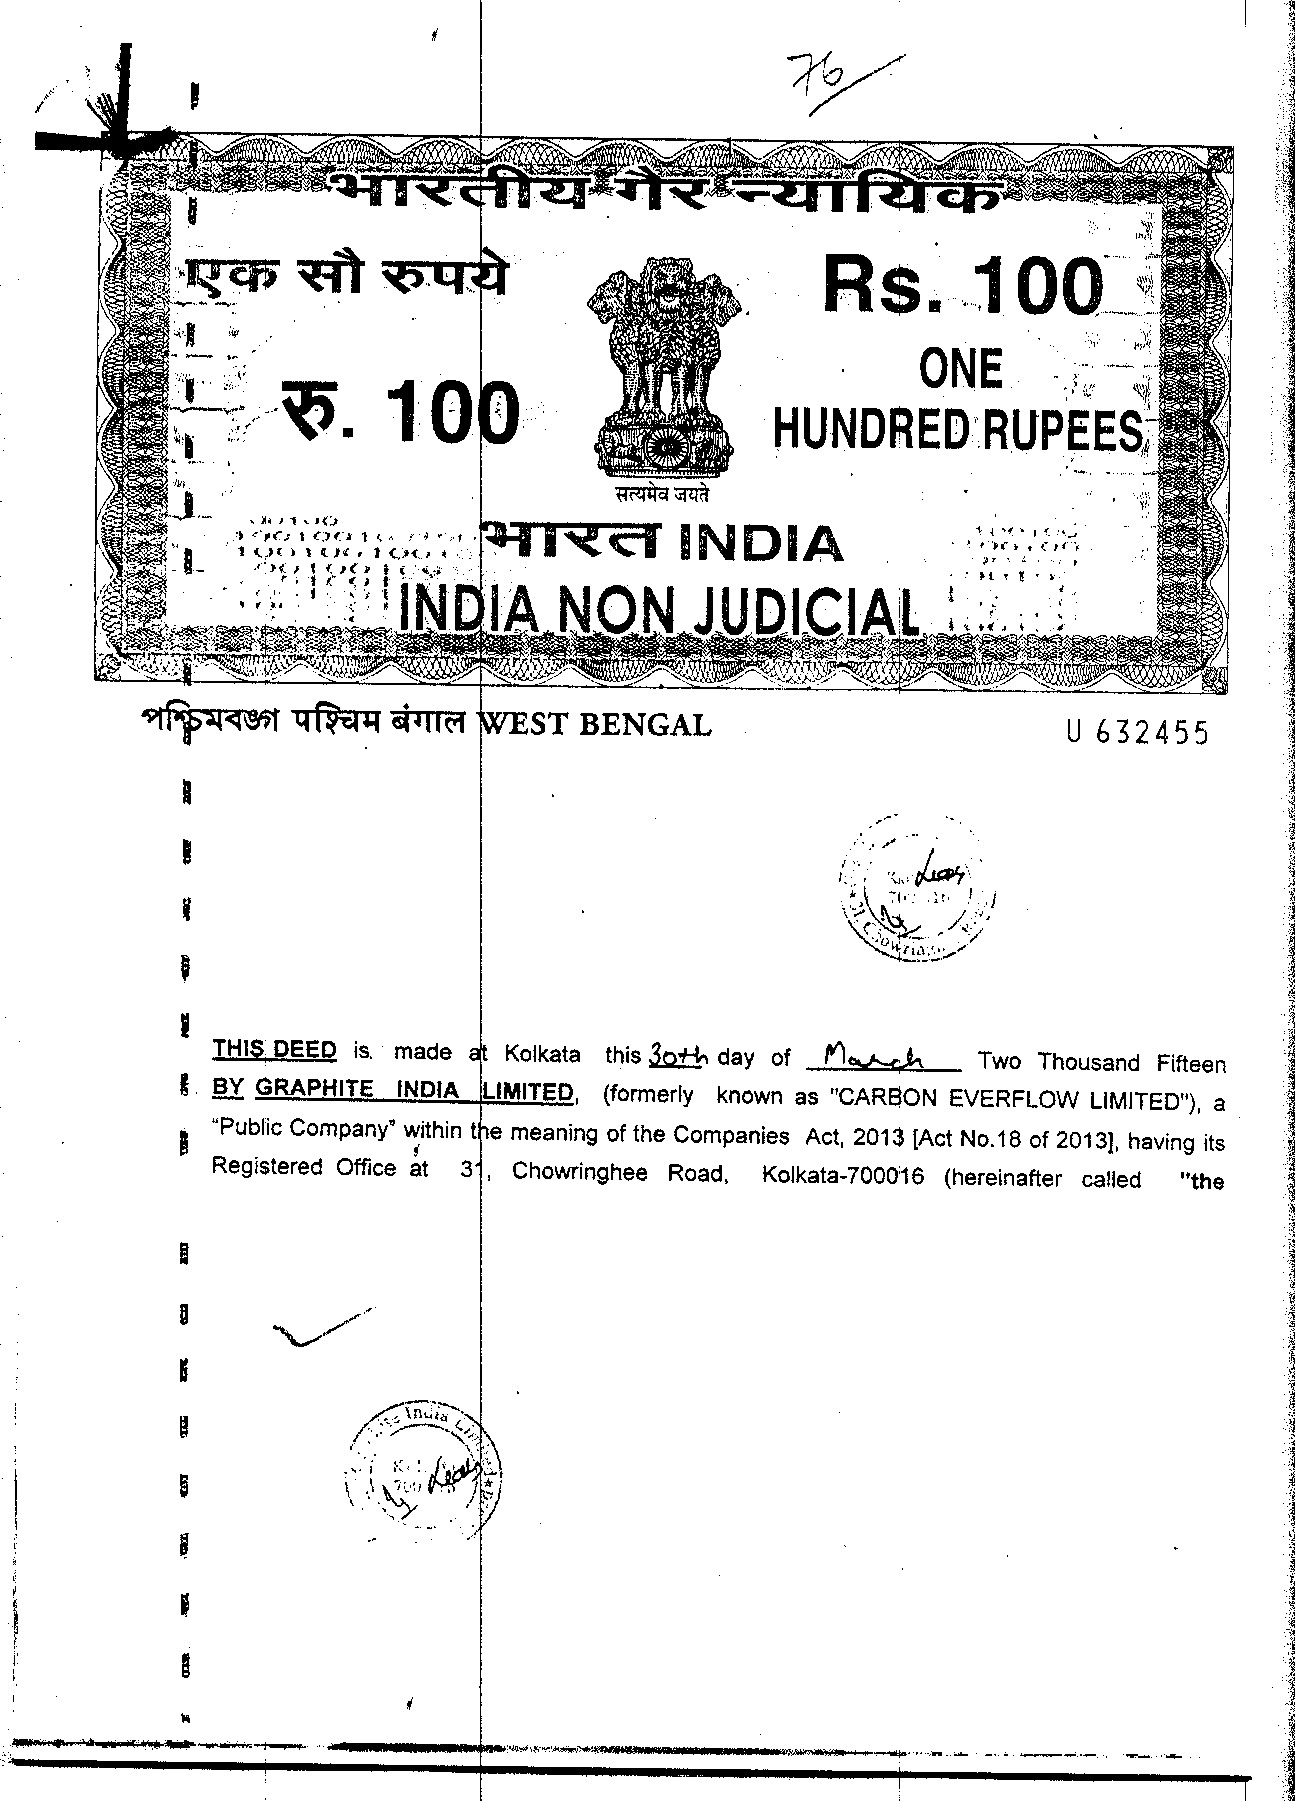 76
भारतीय गैर न्यायिक
एक सौ रुपये
Rs. 100
रु. 100
ONE
HUNDRED RUPEES
सत्यमेव जयते
भारत INDIA
INDIA NON JUDICIAL
পশ্চিমবঙ্গ पश्चिम बंगाल WEST BENGAL
U 632455
THIS DEED is made at Kolkata this 30th day of March Two Thousand Fifteen
BY GRAPHITE INDIA LIMITED, (formerly known as "CARBON EVERFLOW LIMITED"), a
"Public Company" within the meaning of the Companies Act, 2013 [Act No.18 of 2013], having its
Registered Office at 31, Chowringhee Road, Kolkata-700016 (hereinafter called "the
India